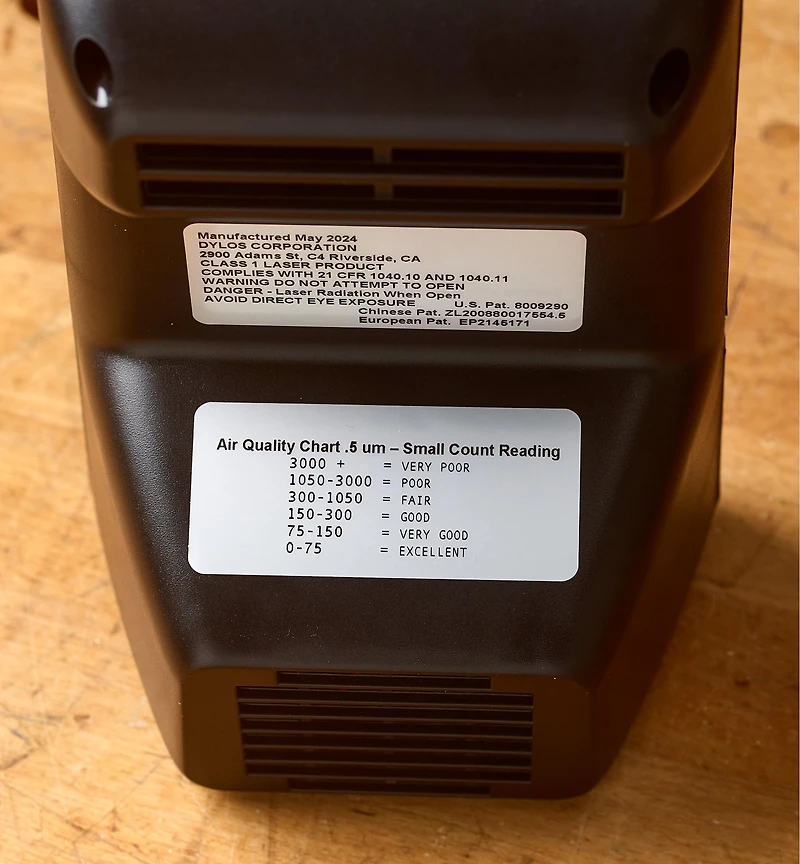 Manufactured May 2024
DYLOS CORPORATION
2900 Adams St, C4 Riverside, CA
CLASS 1 LASER PRODUCT
COMPLIES WITH 21 CFR 1040.10 AND 1040.11
WARNING DO NOT ATTEMPT TO OPEN
DANGER - Laser Radiation When Open
AVOID DIRECT EYE EXPOSURE U.S. Pat. 8009290
Chinese Pat. ZL200880017554.5
European Pat. EP2145171
Air Quality Chart .5 um – Small Count Reading
3000 + = VERY POOR
1050-3000 = POOR
300-1050 = FAIR
150-300 = GOOD
75-150 = VERY GOOD
0-75 = EXCELLENT